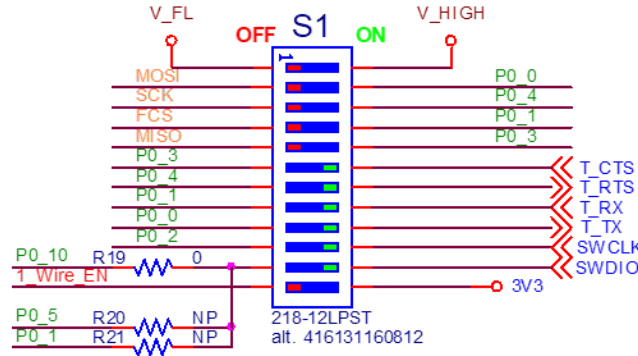 V_FL S1 V_HIGH
OFF ON
1
MOSI P0_0
SCK P0_4
FCS P0_1
MISO P0_3
P0_3 T_CTS
P0_4 T_RTS
P0_1 T_RX
P0_0 T_TX
P0_2 SWCLK
P0_10 R19 0 SWDIO
1_Wire_EN 3V3
P0_5 R20 NP 218-12LPST
P0_1 R21 NP alt. 416131160812